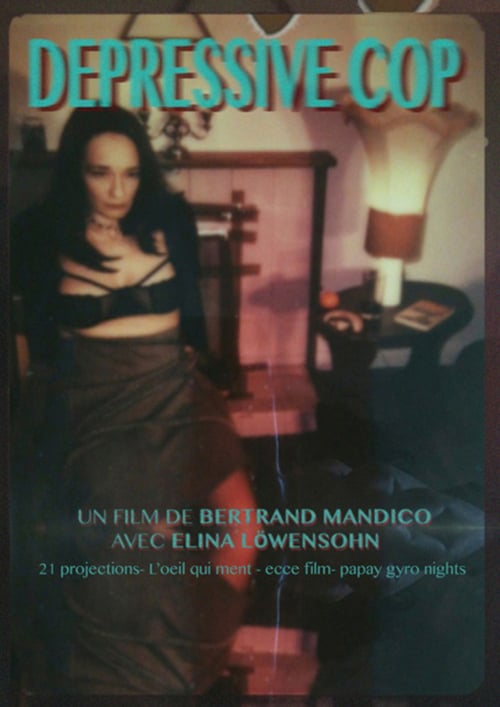 DEPRESSIVE COP
UN FILM DE BERTRAND MANDICO
AVEC ELINA LÖWENSOHN
21 projections- L'oeil qui ment - ecce film- papay gyro nights